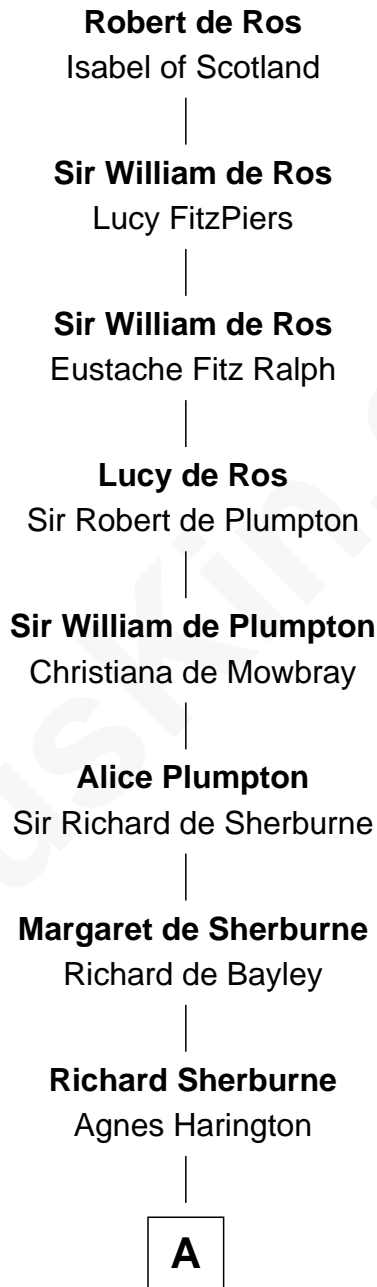 Robert de Ros
Isabel of Scotland
Sir William de Ros
Lucy FitzPiers
Sir William de Ros
Eustache Fitz Ralph
Lucy de Ros
Sir Robert de Plumpton
Sir William de Plumpton
Christiana de Mowbray
Alice Plumpton
Sir Richard de Sherburne
Margaret de Sherburne
Richard de Bayley
Richard Sherburne
Agnes Harington
A